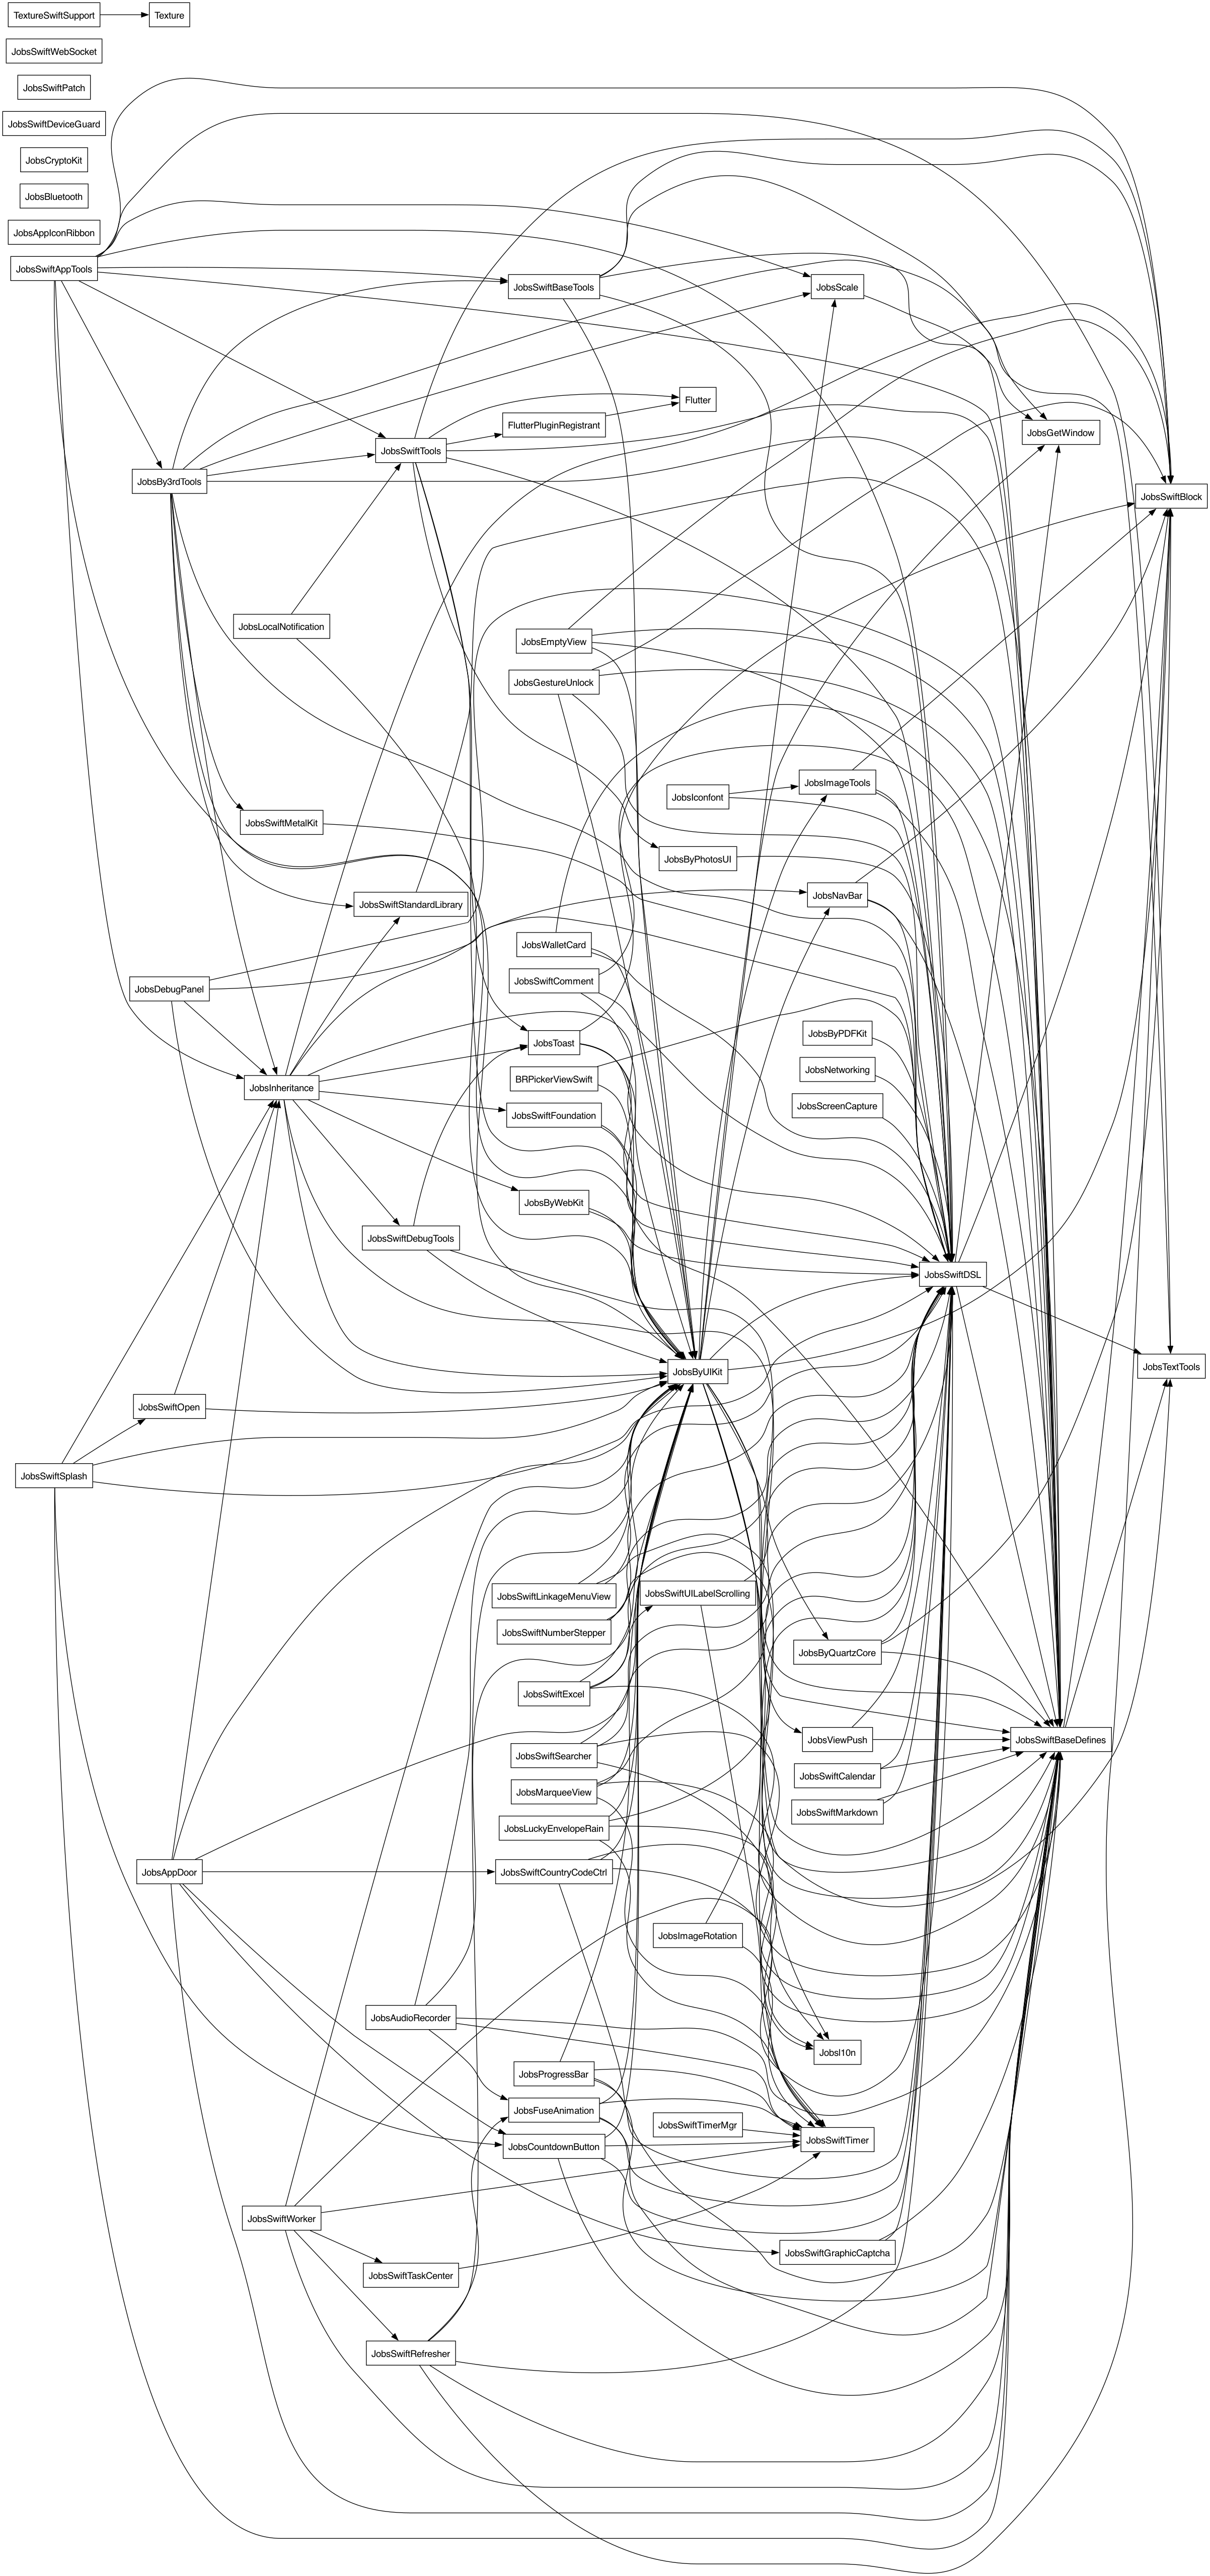 TextureSwiftSupport
Texture
JobsSwiftWebSocket
JobsSwiftPatch
JobsSwiftDeviceGuard
JobsCryptoKit
JobsBluetooth
JobsAppIconRibbon
JobsSwiftAppTools
JobsSwiftBaseTools
JobsScale
Flutter
FlutterPluginRegistrant
JobsGetWindow
JobsSwiftTools
JobsBy3rdTools
JobsSwiftBlock
JobsLocalNotification
JobsEmptyView
JobsGestureUnlock
JobsImageTools
JobsIconfont
JobsSwiftMetalKit
JobsByPhotosUI
JobsNavBar
JobsSwiftStandardLibrary
JobsWalletCard
JobsSwiftComment
JobsDebugPanel
JobsByPDFKit
JobsToast
JobsNetworking
BRPickerViewSwift
JobsInheritance
JobsScreenCapture
JobsSwiftFoundation
JobsByWebKit
JobsSwiftDebugTools
JobsSwiftDSL
JobsTextTools
JobsByUIKit
JobsSwiftOpen
JobsSwiftSplash
JobsSwiftUILabelScrolling
JobsSwiftLinkageMenuView
JobsSwiftNumberStepper
JobsByQuartzCore
JobsSwiftExcel
JobsViewPush
JobsSwiftBaseDefines
JobsSwiftSearcher
JobsSwiftCalendar
JobsMarqueeView
JobsSwiftMarkdown
JobsLuckyEnvelopeRain
JobsAppDoor
JobsSwiftCountryCodeCtrl
JobsImageRotation
JobsAudioRecorder
Jobsl10n
JobsProgressBar
JobsFuseAnimation
JobsSwiftTimerMgr
JobsSwiftTimer
JobsCountdownButton
JobsSwiftWorker
JobsSwiftGraphicCaptcha
JobsSwiftTaskCenter
JobsSwiftRefresher